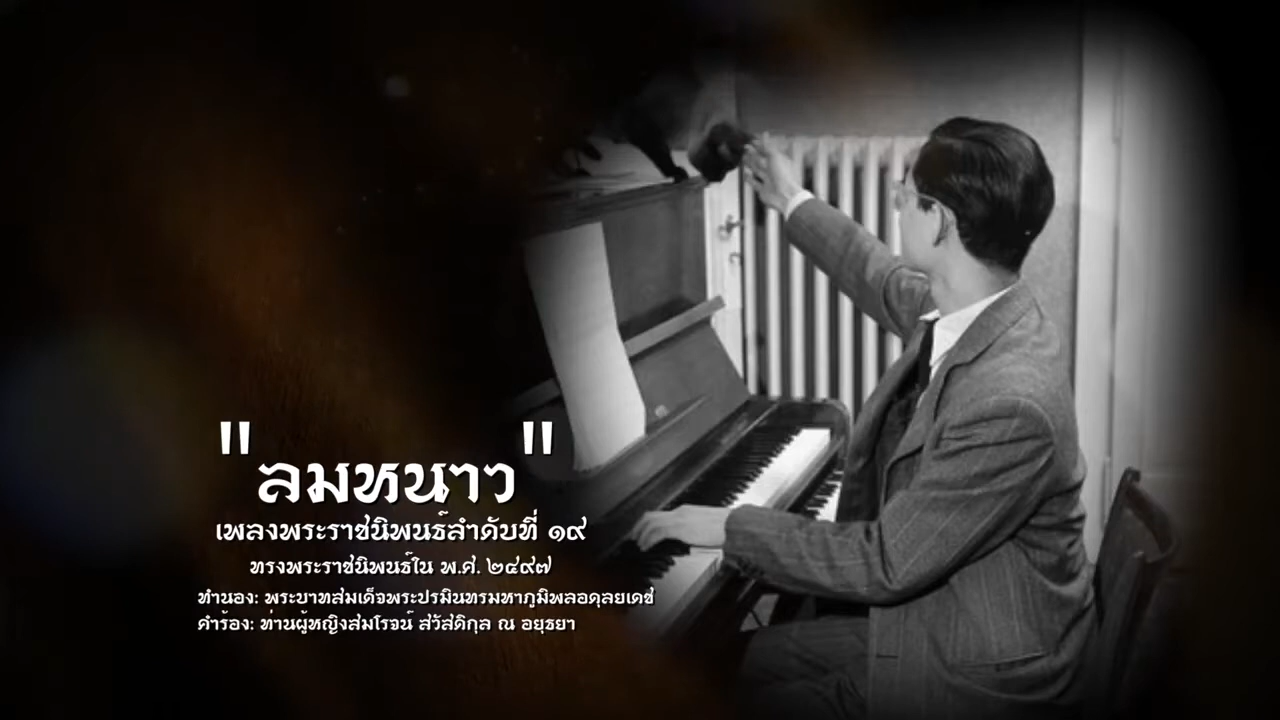 "ลมหนาว"
เพลงพระราชนิพนธ์ลำดับที่ ๑๙
ทรงพระราชนิพนธ์ใน พ.ศ. ๒๔๙๗
ทำนอง: พระบาทสมเด็จพระปรมินทรมหาภูมิพลอดุลยเดช
คำร้อง: ท่านผู้หญิงสมโรจน์ สวัสดิกุล ณ อยุธยา